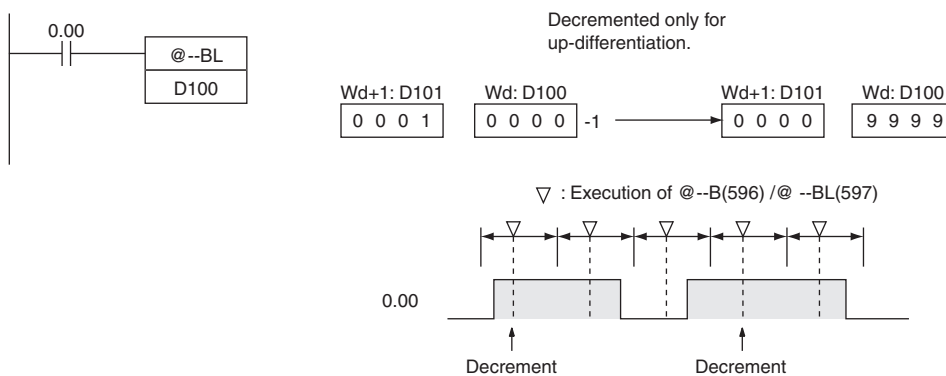 0.00
@--BL
D100
Decremented only for
up-differentiation.
Wd+1: D101 Wd: D100 Wd+1: D101 Wd: D100
0 0 0 1 0 0 0 0 -1 0 0 0 0 9 9 9 9
▽ : Execution of @--B(596) /@ --BL(597)
0.00
Decrement Decrement